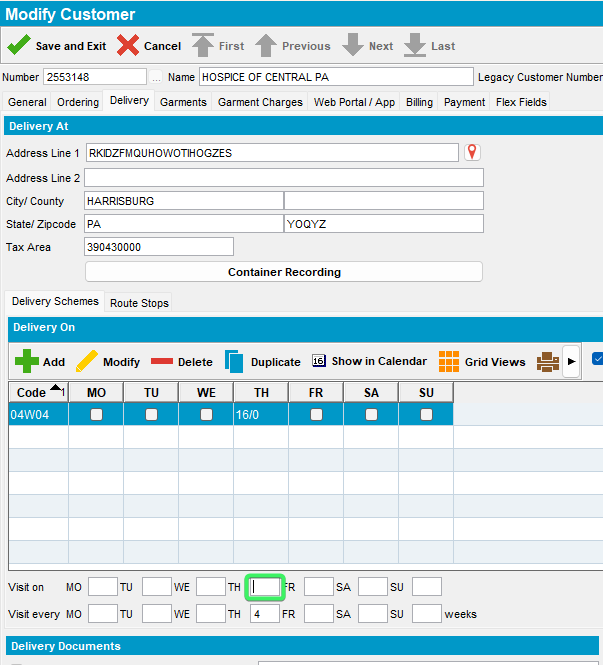 Modify Customer
Save and Exit Cancel First Previous Next Last
Number 2553148 ... Name HOSPICE OF CENTRAL PA Legacy Customer Number
General Ordering Delivery Garments Garment Charges Web Portal / App Billing Payment Flex Fields
Delivery At
Address Line 1 RKIDZFMQUHOWOTIHOGZES
Address Line 2
City/ County HARRISBURG
State/ Zipcode PA YOQYZ
Tax Area 390430000
Container Recording
Delivery Schemes Route Stops
Delivery On
Add Modify Delete Duplicate 16 Show in Calendar Grid Views
Code 1 MO TU WE TH FR SA SU
04W04 16/0
Visit on MO TU WE TH FR SA SU
Visit every MO TU WE TH 4 FR SA SU weeks
Delivery Documents